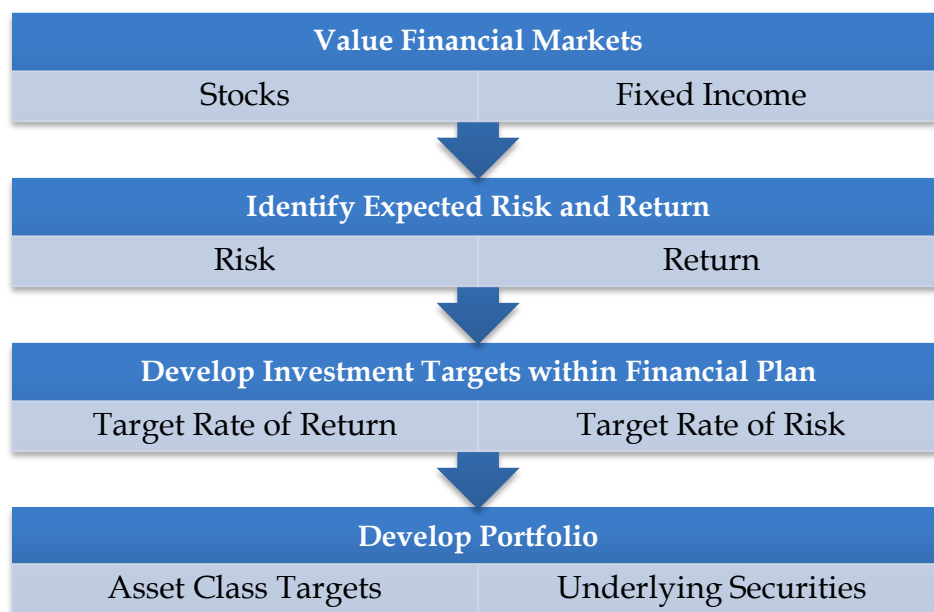 Value Financial Markets
Stocks Fixed Income
Identify Expected Risk and Return
Risk Return
Develop Investment Targets within Financial Plan
Target Rate of Return Target Rate of Risk
Develop Portfolio
Asset Class Targets Underlying Securities